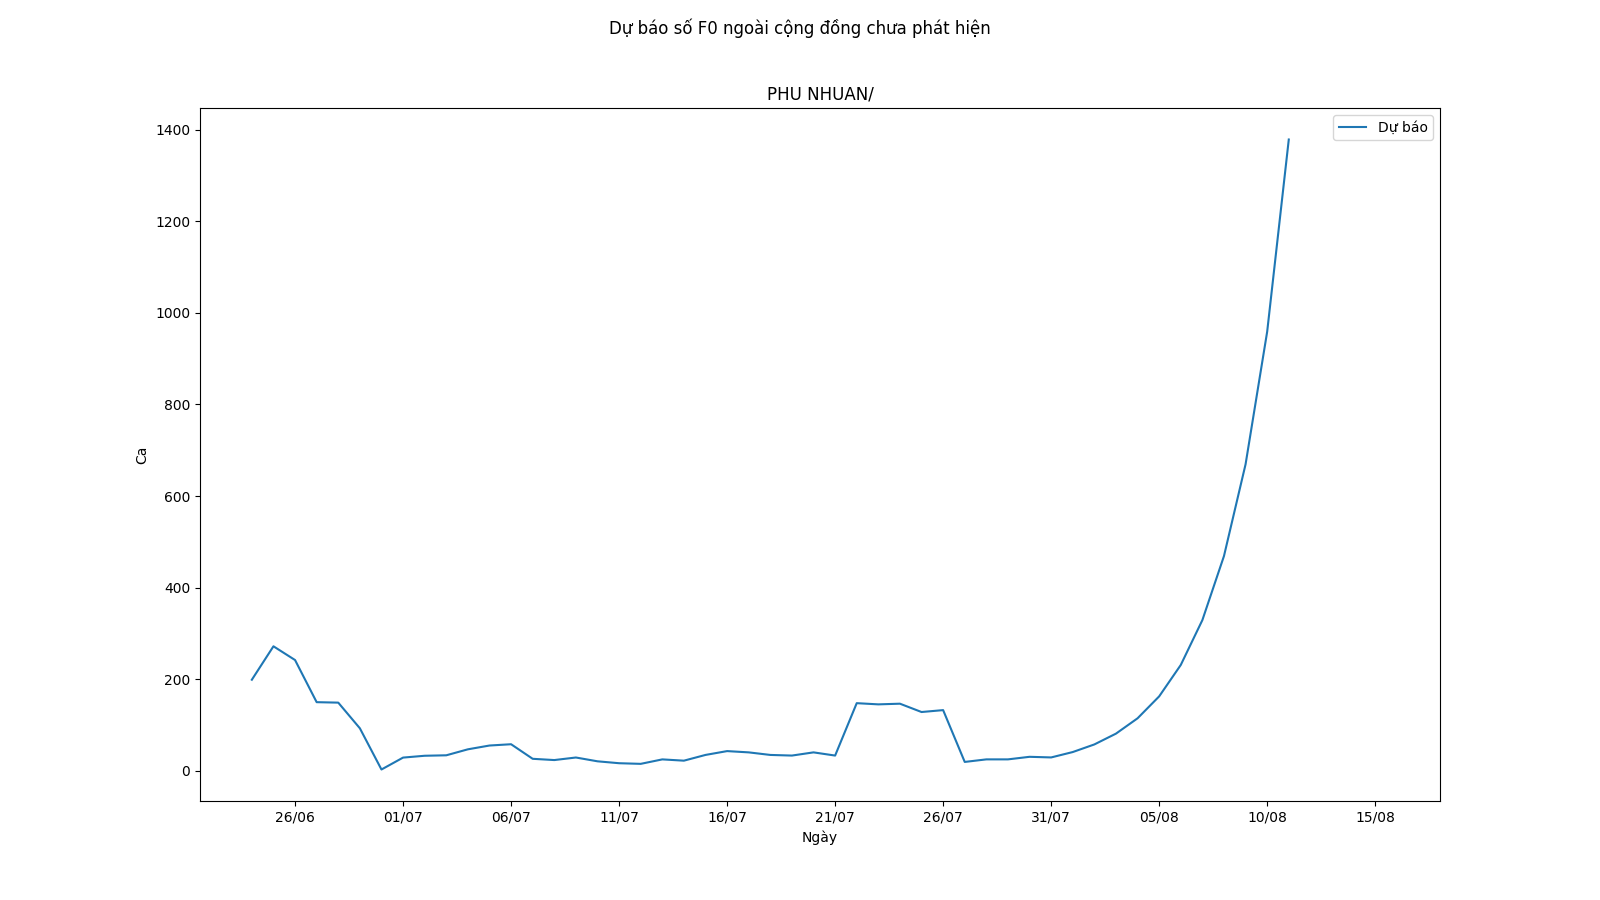 Dự báo số F0 ngoài cộng đồng chưa phát hiện
PHU NHUAN/
Dự báo
1400
1200
1000
800
600
400
200
0
Ca
26/06 01/07 06/07 11/07 16/07 21/07 26/07 31/07 05/08 10/08 15/08
Ngày